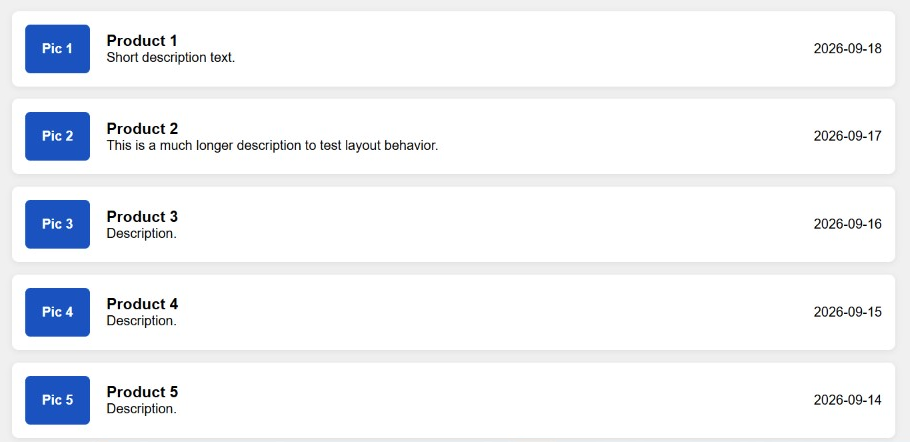 Pic 1
Product 1
Short description text.
2026-09-18
Pic 2
Product 2
This is a much longer description to test layout behavior.
2026-09-17
Pic 3
Product 3
Description.
2026-09-16
Pic 4
Product 4
Description.
2026-09-15
Pic 5
Product 5
Description.
2026-09-14